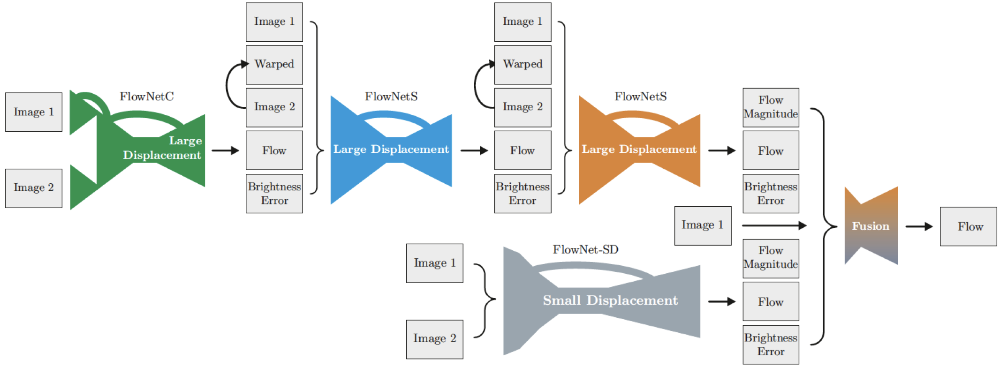 Image 1
Image 2
FlowNetC
Large
Displacement
Image 1
Warped
Image 2
Flow
Brightness
Error
FlowNetS
Large Displacement
Image 1
Warped
Image 2
Flow
Brightness
Error
FlowNetS
Large Displacement
Flow
Magnitude
Flow
Brightness
Error
Image 1
Image 1
Image 2
FlowNet-SD
Small Displacement
Flow
Magnitude
Flow
Brightness
Error
Fusion
Flow